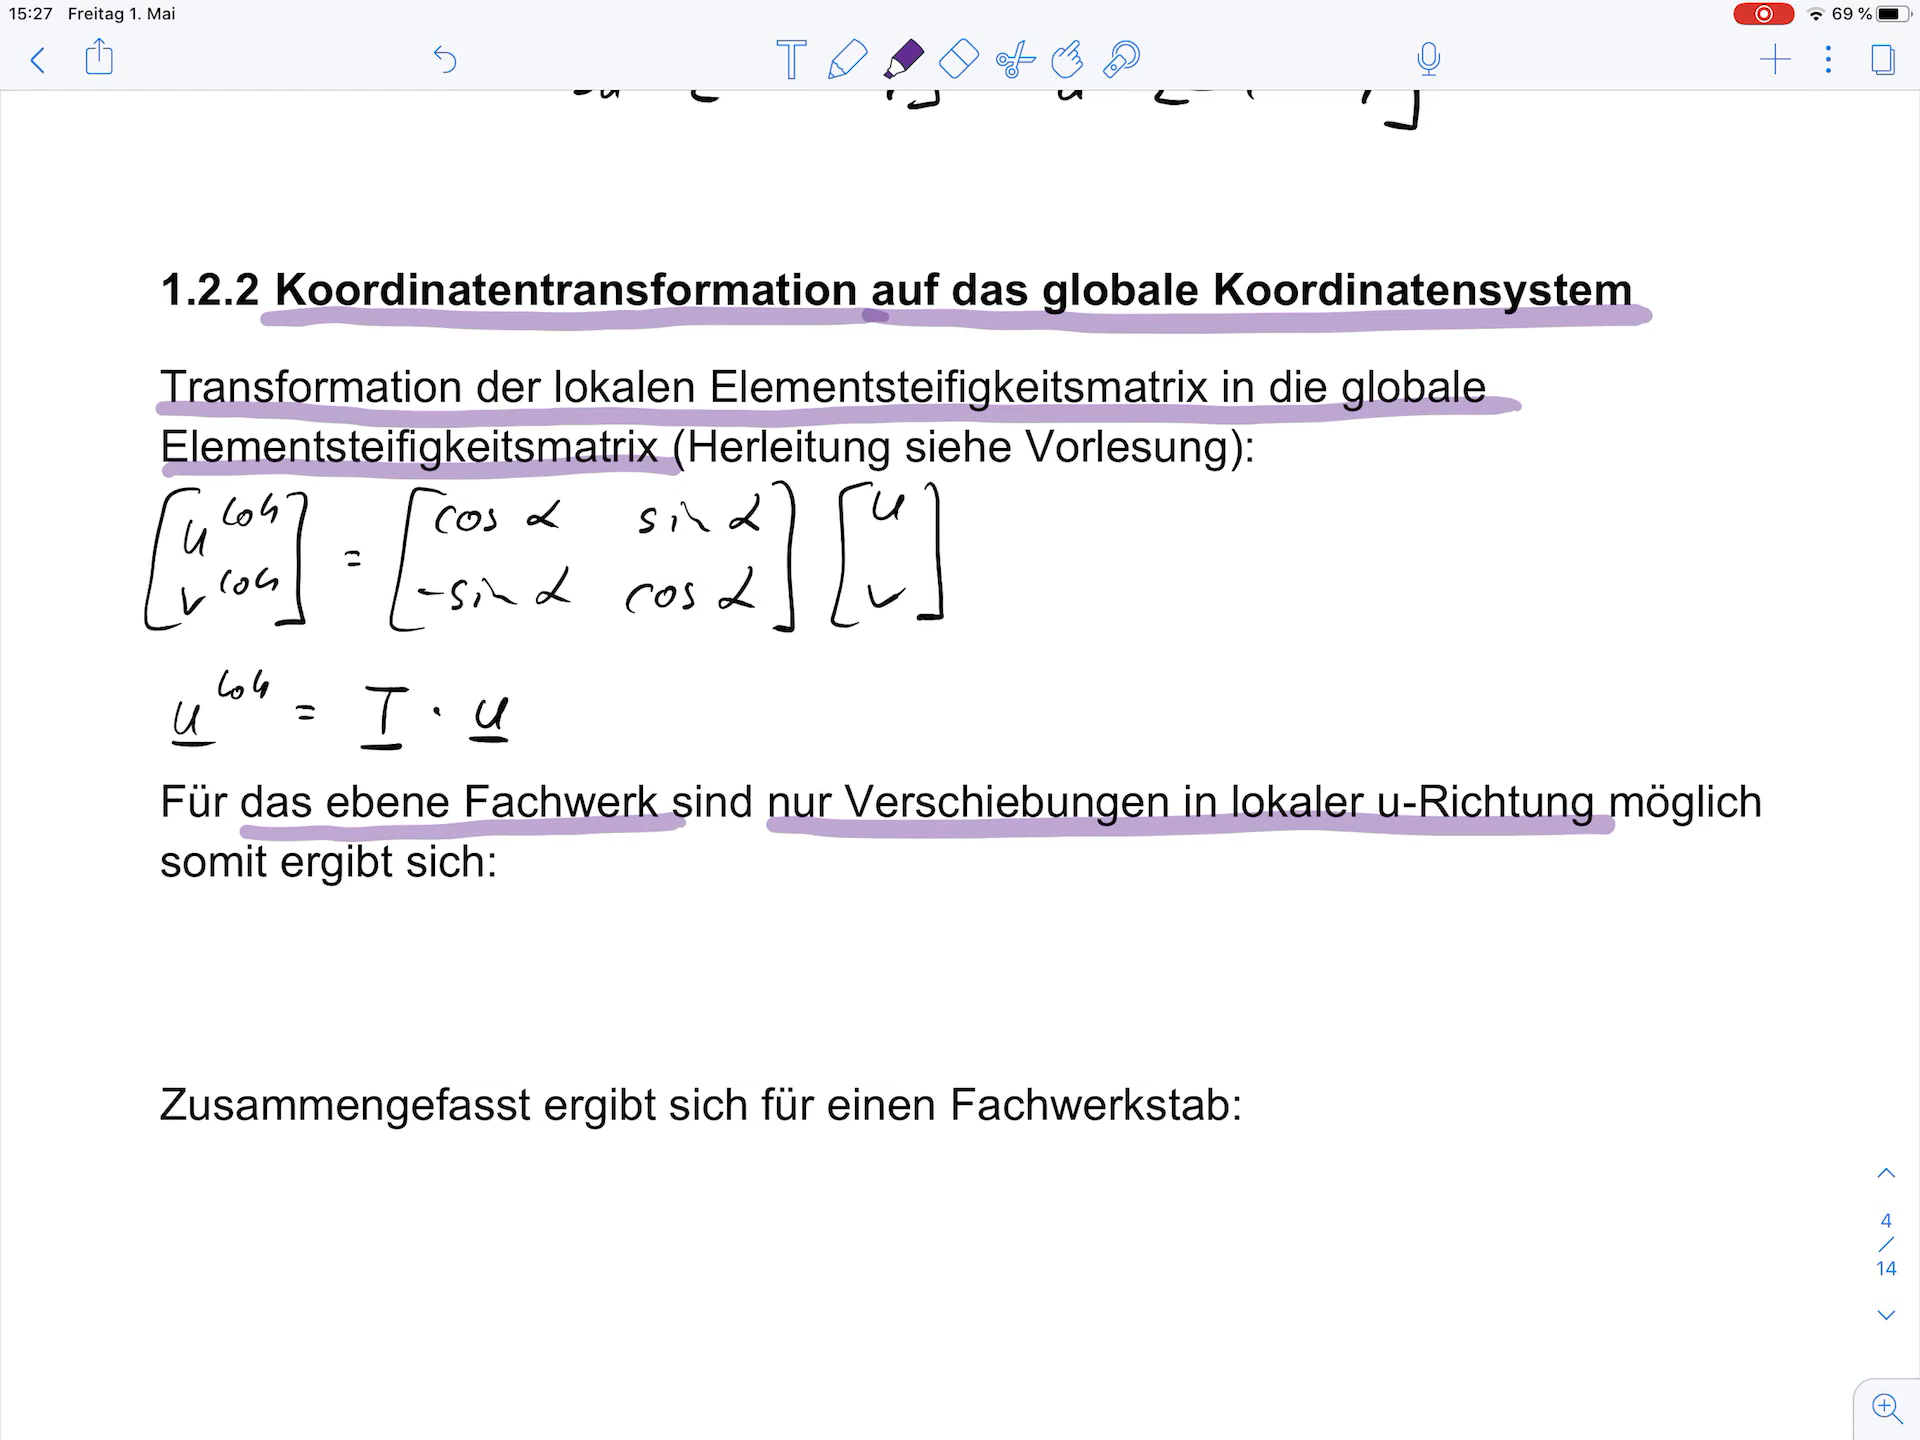 15:27 Freitag 1. Mai 69 %
1.2.2 Koordinatentransformation auf das globale Koordinatensystem
Transformation der lokalen Elementsteifigkeitsmatrix in die globale
Elementsteifigkeitsmatrix (Herleitung siehe Vorlesung):
[u^lok] = [cos α sin α] [u]
[v^lok] [-sin α cos α] [v]
u^lok = T · u
Für das ebene Fachwerk sind nur Verschiebungen in lokaler u-Richtung möglich
somit ergibt sich:
Zusammengefasst ergibt sich für einen Fachwerkstab:
4
/
14